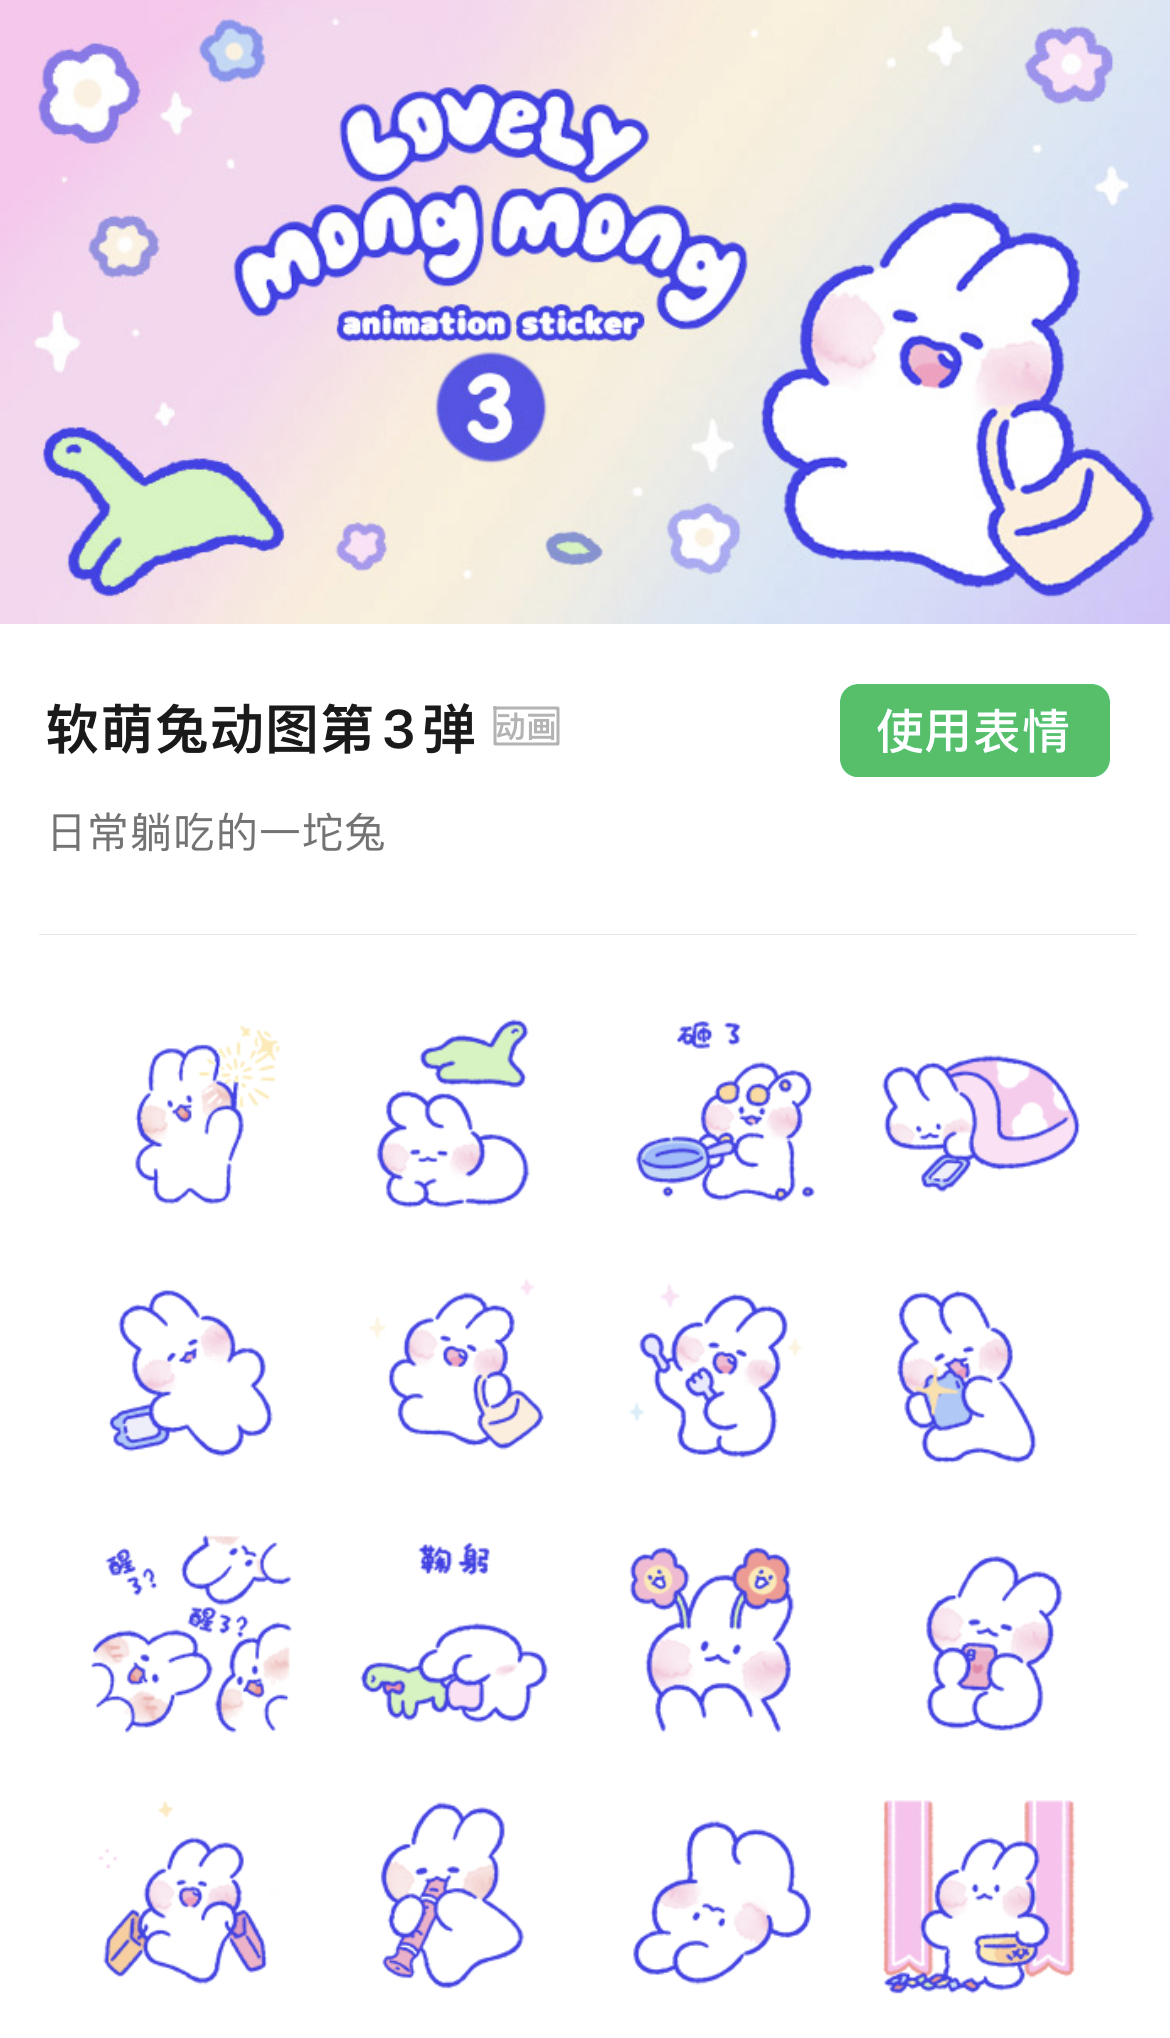 Lovely
mong mong
animation sticker
3
软萌兔动图第3弹 动画
使用表情
日常躺吃的一坨兔
砸了
醒了?
醒了?
鞠躬